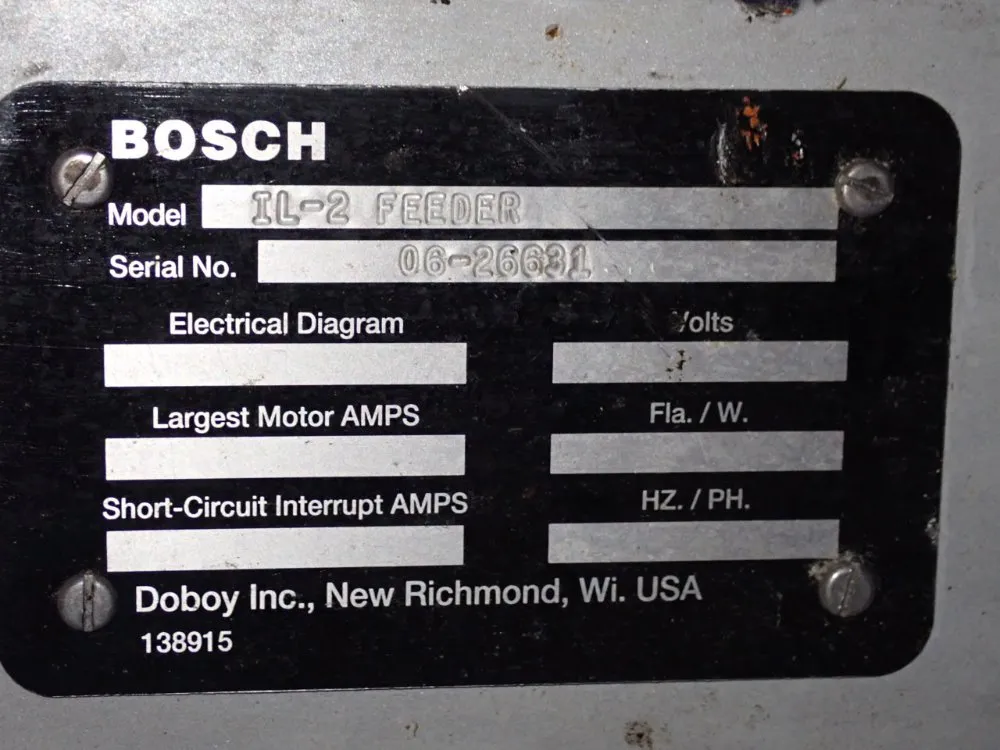 BOSCH
Model IL-2 FEEDER
Serial No. 06-26631
Electrical Diagram Volts
Largest Motor AMPS Fla. / W.
Short-Circuit Interrupt AMPS HZ. / PH.
Doboy Inc., New Richmond, Wi. USA
138915